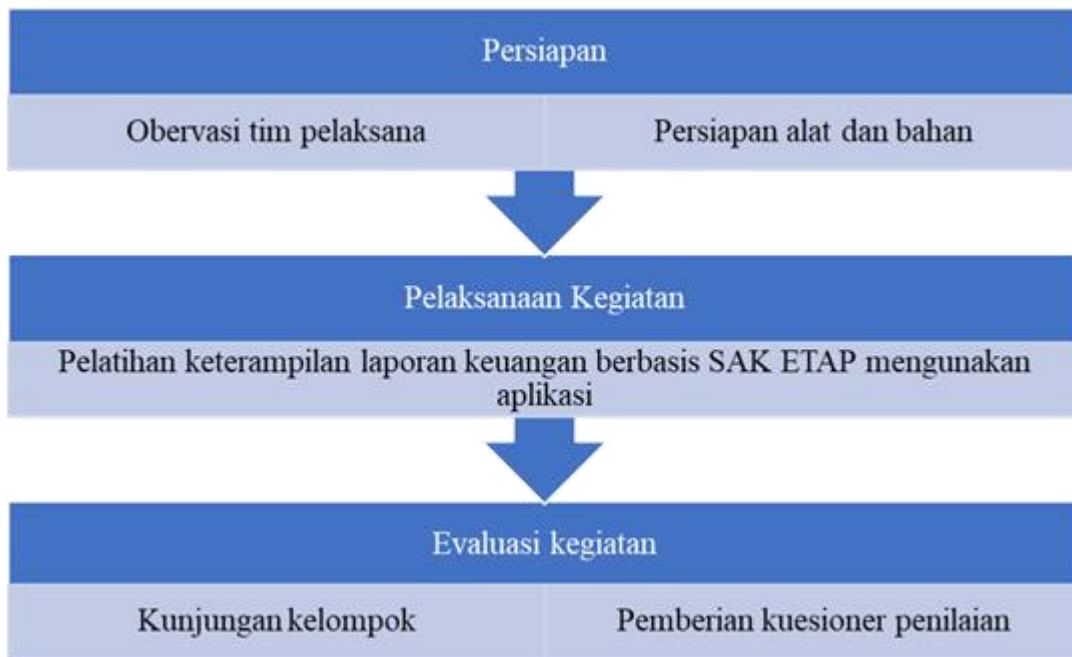 Persiapan
Obervasi tim pelaksana
Persiapan alat dan bahan
Pelaksanaan Kegiatan
Pelatihan keterampilan laporan keuangan berbasis SAK ETAP mengunakan
aplikasi
Evaluasi kegiatan
Kunjungan kelompok
Pemberian kuesioner penilaian